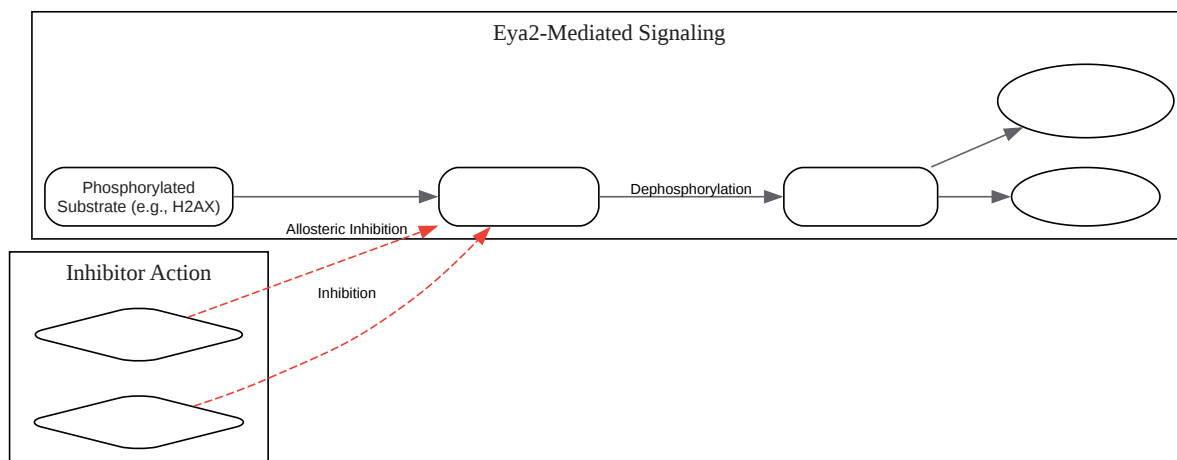 Eya2-Mediated Signaling
Phosphorylated
Substrate (e.g., H2AX)
Dephosphorylation
Allosteric Inhibition
Inhibitor Action
Inhibition